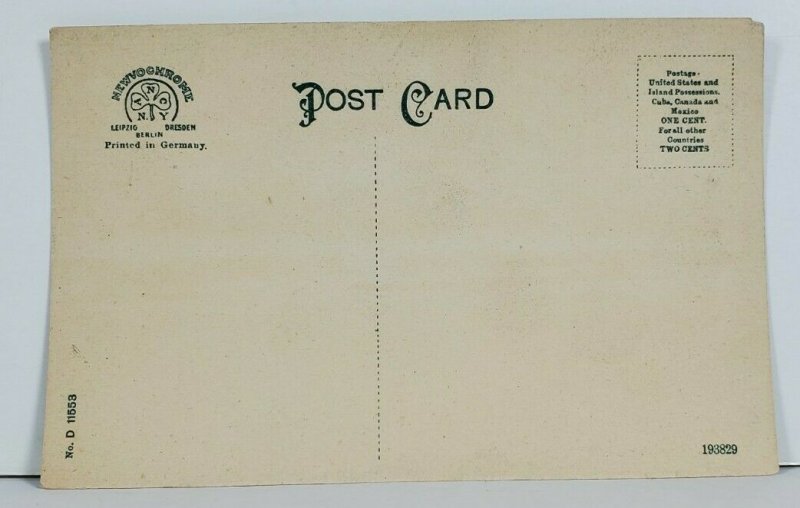 NEWVOCHROME
A N C
N. Y
LEIPZIG DRESDEN
BERLIN
Printed in Germany.
POST CARD
Postage-
United States and
Island Possessions,
Cuba, Canada and
Mexico
ONE CENT.
For all other
Countries
TWO CENTS
No. D 11553
193829